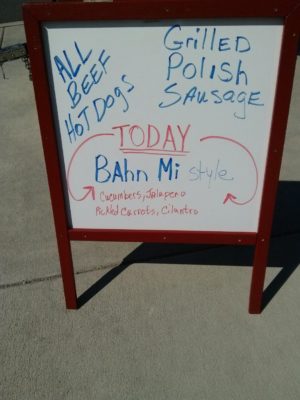 ALL
BEEF
HOT DOGS
GrillED
Polish
SAUSAGE
TODAY
BAhn Mi style
Cucumbers, Jalapeno
Pickled Carrots, Cilantro